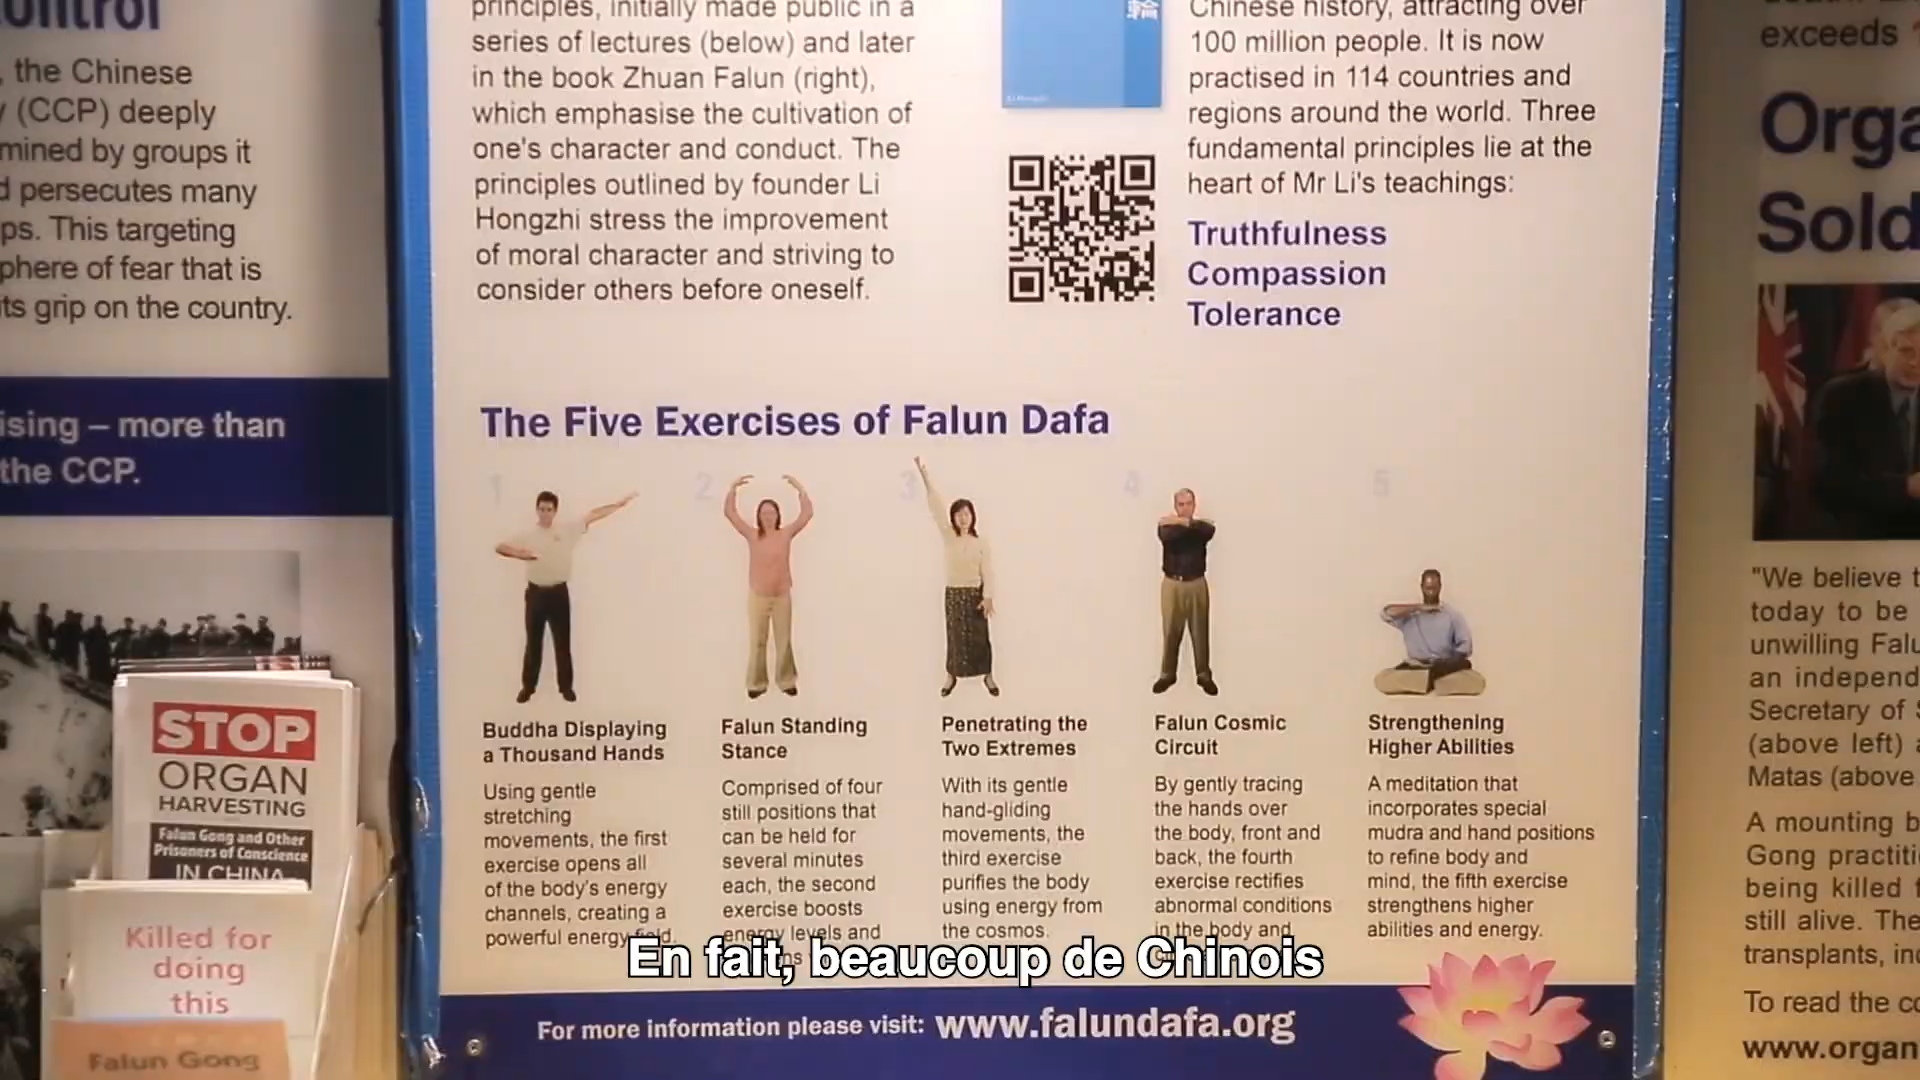 ontrol
, the Chinese
(CCP) deeply
mined by groups it
persecutes many
ps. This targeting
phere of fear that is
its grip on the country.
ising – more than
the CCP.
STOP
ORGAN
HARVESTING
Falun Gong and Other
Prisoners of Conscience
IN CHINA
Killed for
doing
this
Falun Gong
principles, initially made public in a
series of lectures (below) and later
in the book Zhuan Falun (right),
which emphasise the cultivation of
one's character and conduct. The
principles outlined by founder Li
Hongzhi stress the improvement
of moral character and striving to
consider others before oneself.
輪
Chinese history, attracting over
100 million people. It is now
practised in 114 countries and
regions around the world. Three
fundamental principles lie at the
heart of Mr Li's teachings:
Truthfulness
Compassion
Tolerance
The Five Exercises of Falun Dafa
1
2
3
4
5
Buddha Displaying
a Thousand Hands
Using gentle
stretching
movements, the first
exercise opens all
of the body's energy
channels, creating a
powerful energy field.
Falun Standing
Stance
Comprised of four
still positions that
can be held for
several minutes
each, the second
exercise boosts
energy levels and
Penetrating the
Two Extremes
With its gentle
hand-gliding
movements, the
third exercise
purifies the body
using energy from
the cosmos.
Falun Cosmic
Circuit
By gently tracing
the hands over
the body, front and
back, the fourth
exercise rectifies
abnormal conditions
in the body and
Strengthening
Higher Abilities
A meditation that
incorporates special
mudra and hand positions
to refine body and
mind, the fifth exercise
strengthens higher
abilities and energy.
En fait, beaucoup de Chinois
For more information please visit: www.falundafa.org
exceeds
Orga
Sold
"We believe t
today to be
unwilling Falu
an independ
Secretary of S
(above left) a
Matas (above
A mounting b
Gong practiti
being killed f
still alive. The
transplants, inc
To read the co
www.organ